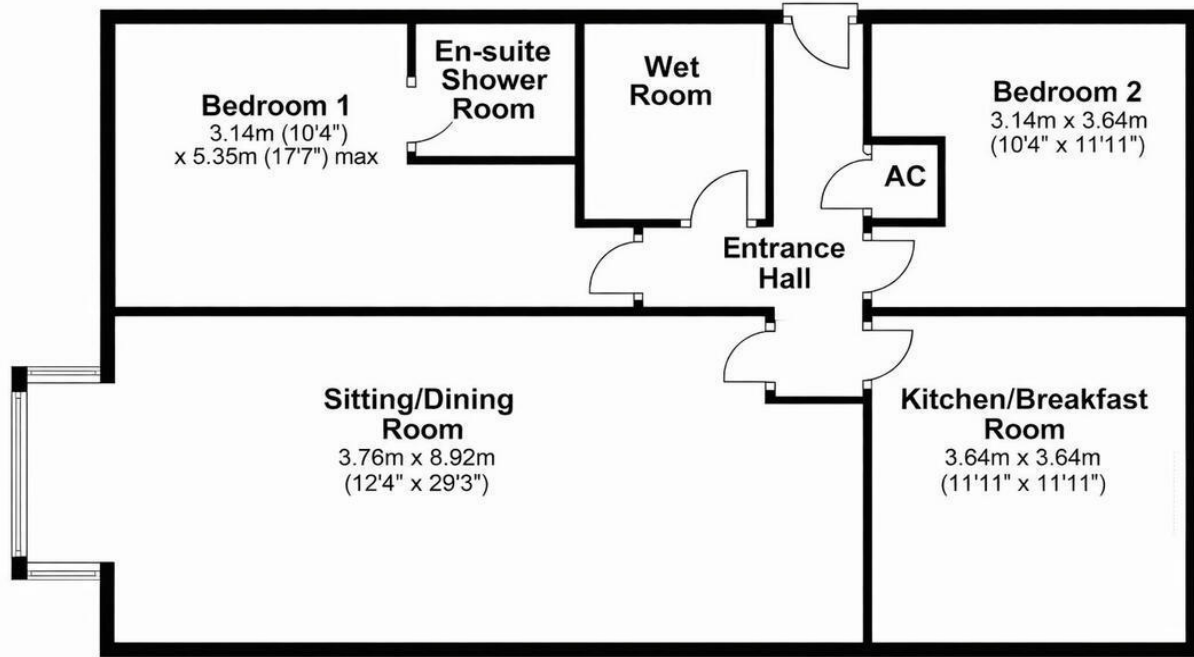 Bedroom 1
3.14m (10'4")
x 5.35m (17'7") max
En-suite
Shower
Room
Wet
Room
Bedroom 2
3.14m x 3.64m
(10'4" x 11'11")
AC
Entrance
Hall
Sitting/Dining
Room
3.76m x 8.92m
(12'4" x 29'3")
Kitchen/Breakfast
Room
3.64m x 3.64m
(11'11" x 11'11")